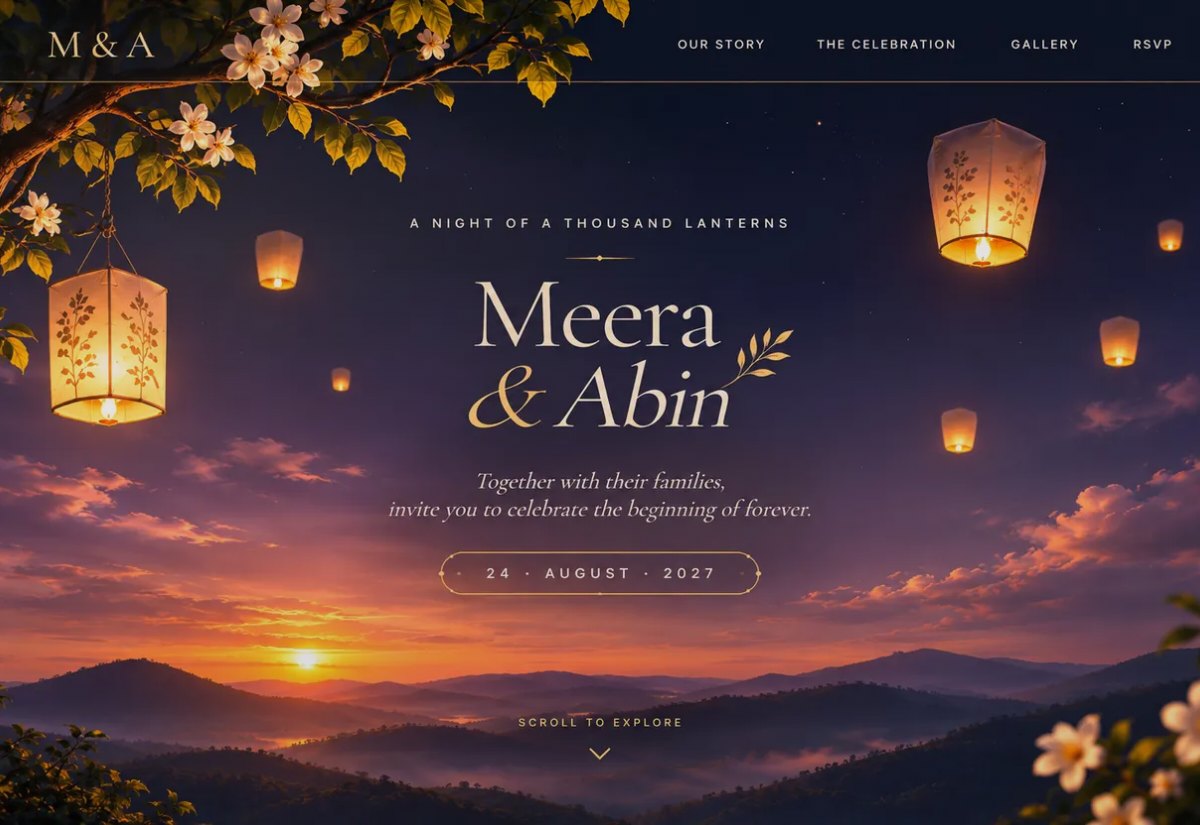 M & A
OUR STORY
THE CELEBRATION
GALLERY
RSVP
A NIGHT OF A THOUSAND LANTERNS
Meera
& Abin
Together with their families,
invite you to celebrate the beginning of forever.
24 · AUGUST · 2027
SCROLL TO EXPLORE